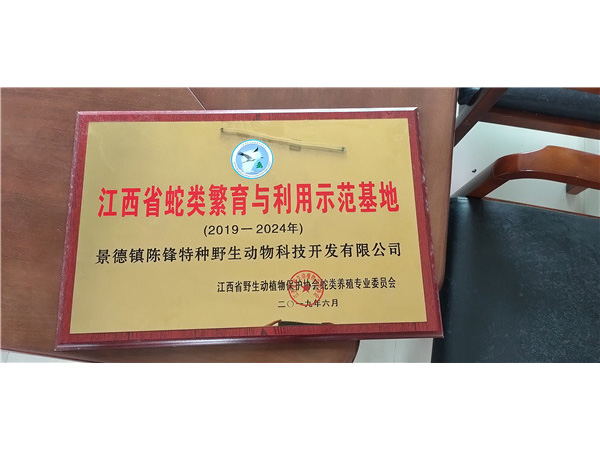 江西省蛇类繁育与利用示范基地
(2019－2024年)
景德镇陈锋特种野生动物科技开发有限公司
江西省野生动植物保护协会蛇类养殖专业委员会
二〇一九年六月